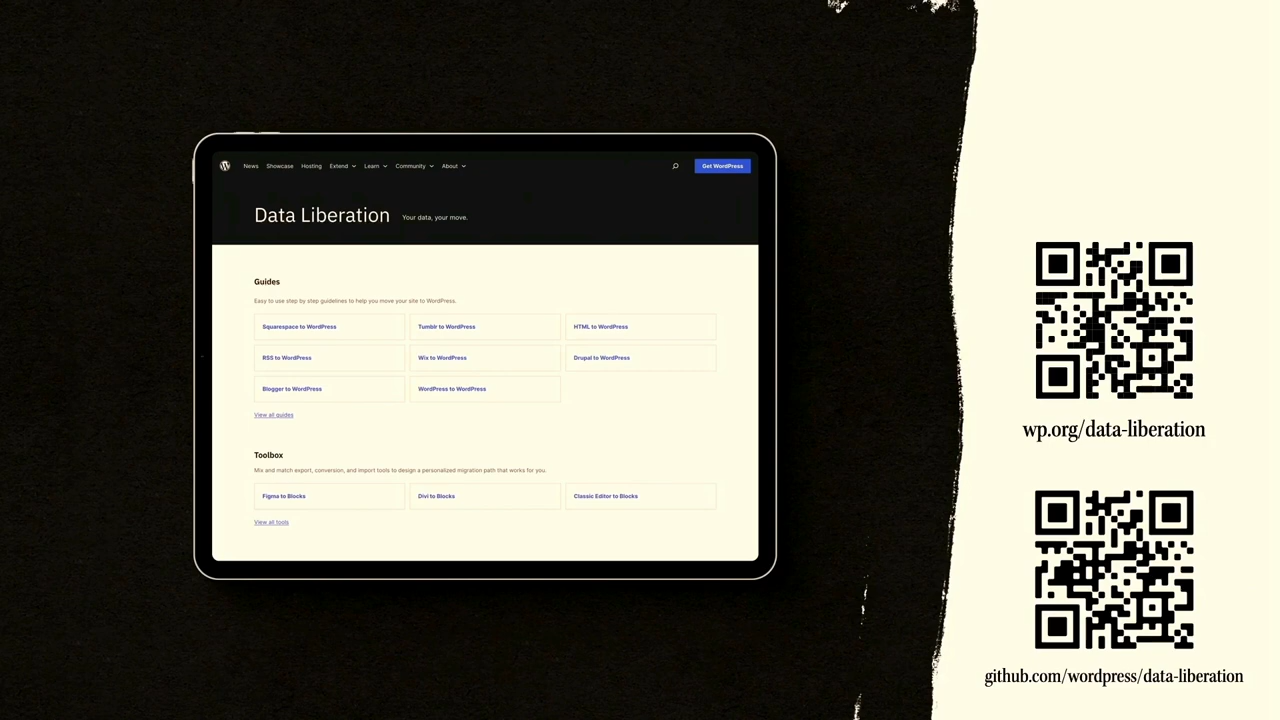 News Showcase Hosting Extend Learn Community About Get WordPress
Data Liberation Your data, your move.
Guides
Easy to use step by step guidelines to help you move your site to WordPress.
Squarespace to WordPress Tumblr to WordPress HTML to WordPress
RSS to WordPress Wix to WordPress Drupal to WordPress
Blogger to WordPress WordPress to WordPress
View all guides
Toolbox
Mix and match export, conversion, and import tools to design a personalized migration path that works for you.
Figma to Blocks Divi to Blocks Classic Editor to Blocks
View all tools
wp.org/data-liberation
github.com/wordpress/data-liberation